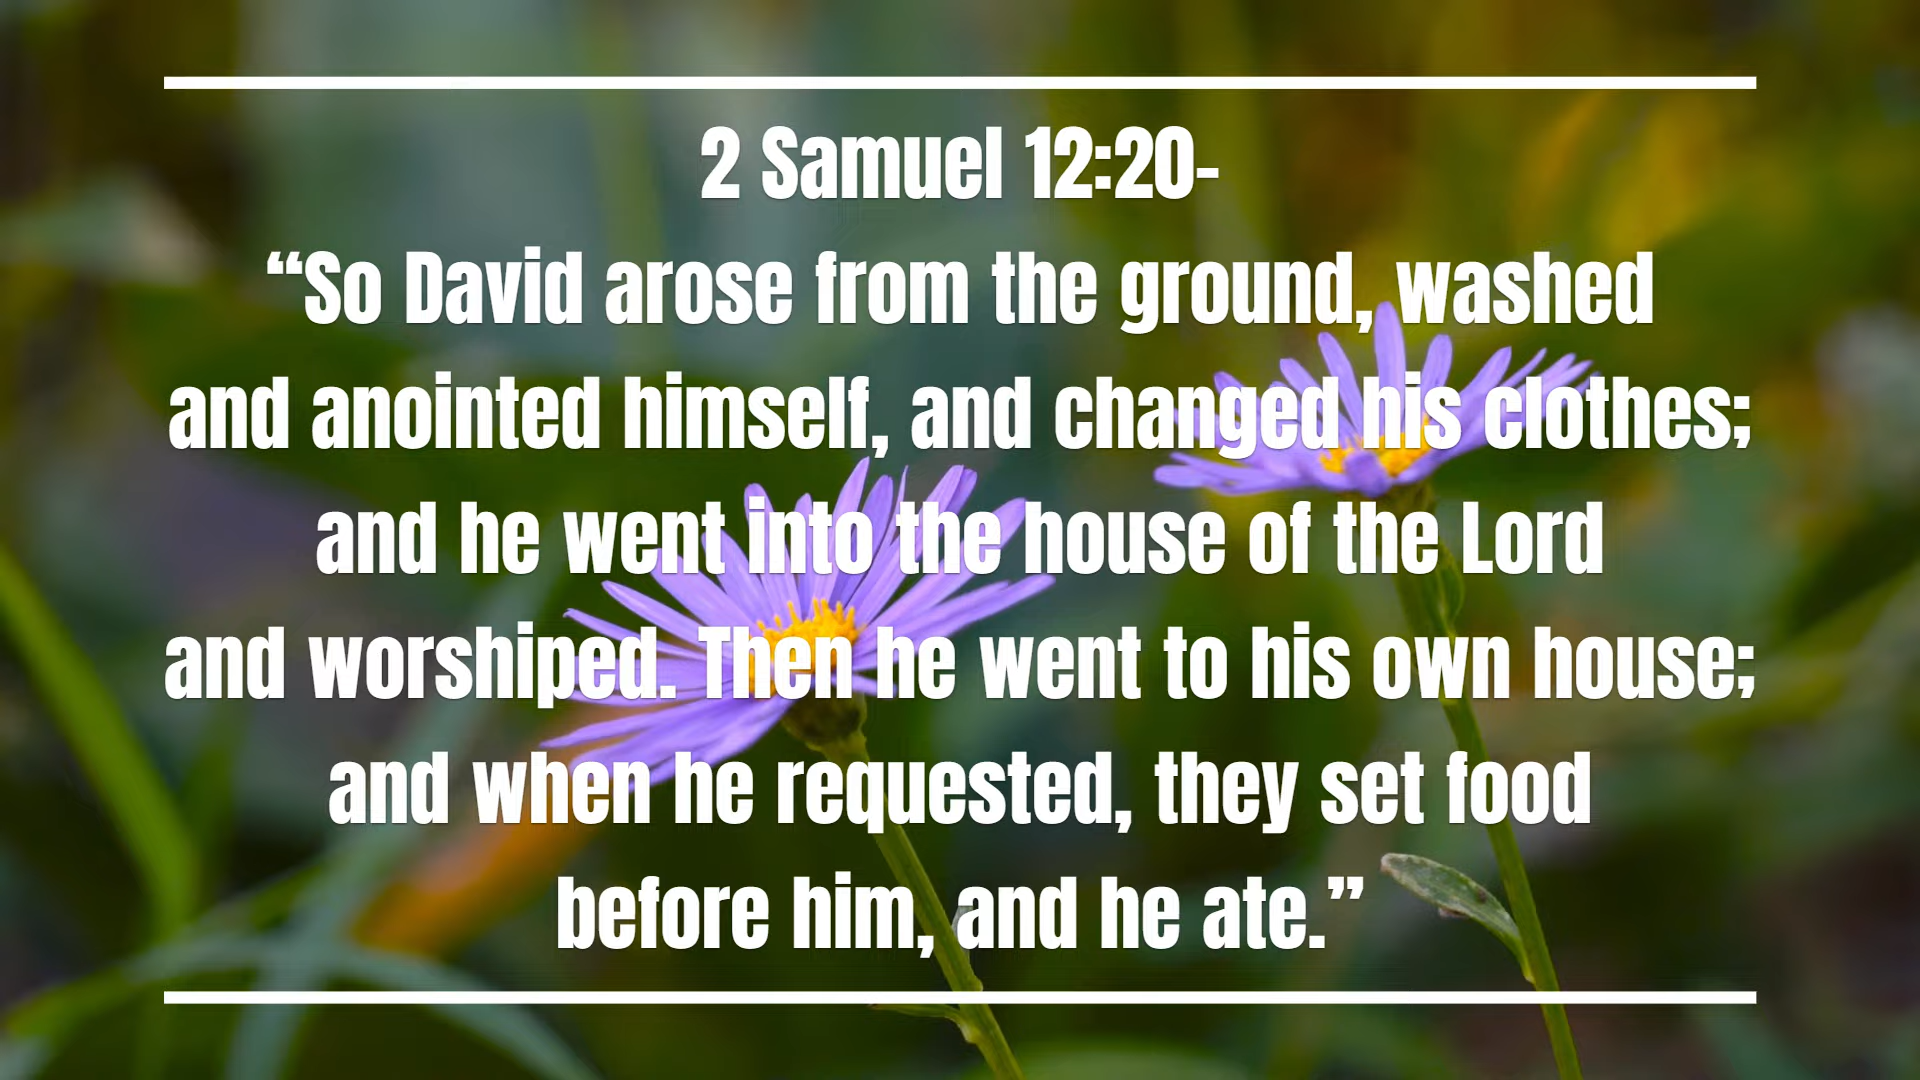 2 Samuel 12:20-
“So David arose from the ground, washed
and anointed himself, and changed his clothes;
and he went into the house of the Lord
and worshiped. Then he went to his own house;
and when he requested, they set food
before him, and he ate.”